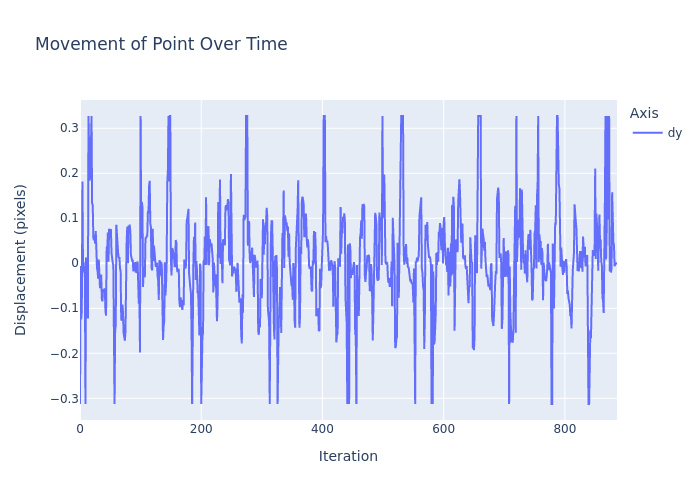 Movement of Point Over Time
Axis
dy
0.3
0.2
0.1
0
−0.1
−0.2
−0.3
Displacement (pixels)
0 200 400 600 800
Iteration